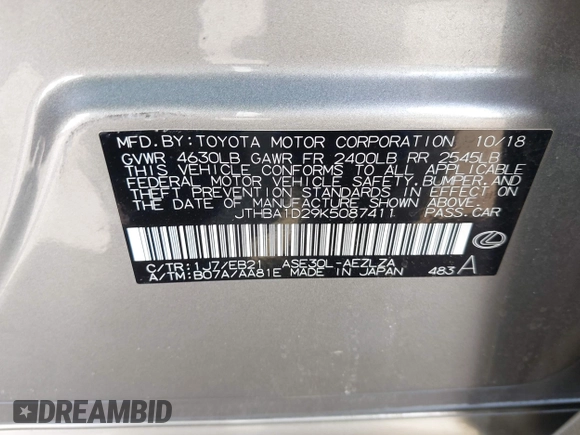 MFD. BY: TOYOTA MOTOR CORPORATION 10/18
GVWR 4630LB GAWR FR 2400LB RR 2545LB
THIS VEHICLE CONFORMS TO ALL APPLICABLE
FEDERAL MOTOR VEHICLE SAFETY, BUMPER, AND
THEFT PREVENTION STANDARDS IN EFFECT ON
THE DATE OF MANUFACTURE SHOWN ABOVE.
JTHBA1D29K5087411 PASS. CAR
C/TR: 1J7/EB21 ASE30L-AEZLZA
A/TM: B07A/AA81E MADE IN JAPAN 483 A
DREAMBID